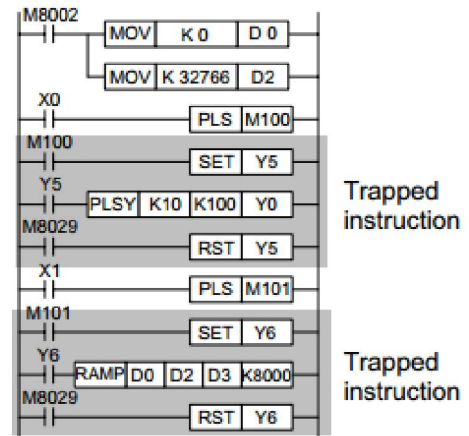 M8002
MOV K 0 D 0
MOV K 32766 D2
X0
PLS M100
M100
SET Y5
Y5
PLSY K10 K100 Y0
M8029
RST Y5
Trapped
instruction
X1
PLS M101
M101
SET Y6
Y6
RAMP D0 D2 D3 K8000
M8029
RST Y6
Trapped
instruction